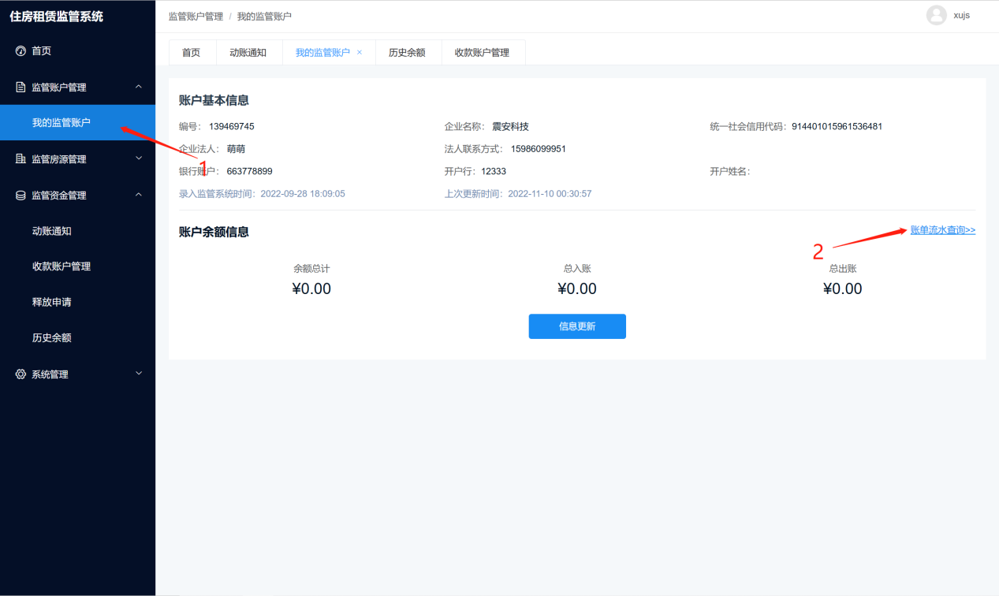 住房租赁监管系统
监管账户管理 / 我的监管账户
xujs
首页
监管账户管理
我的监管账户
监管房源管理
监管资金管理
动账通知
收款账户管理
释放申请
历史余额
系统管理
首页 动账通知 我的监管账户 × 历史余额 收款账户管理
账户基本信息
编号: 139469745 企业名称: 震安科技 统一社会信用代码: 914401015961536481
企业法人: 萌萌 法人联系方式: 15986099951
银行账户: 663778899 开户行: 12333 开户姓名:
录入监管系统时间: 2022-09-28 18:09:05 上次更新时间: 2022-11-10 00:30:57
1
账户余额信息 账单流水查询>>
2
余额总计 总入账 总出账
¥0.00 ¥0.00 ¥0.00
信息更新